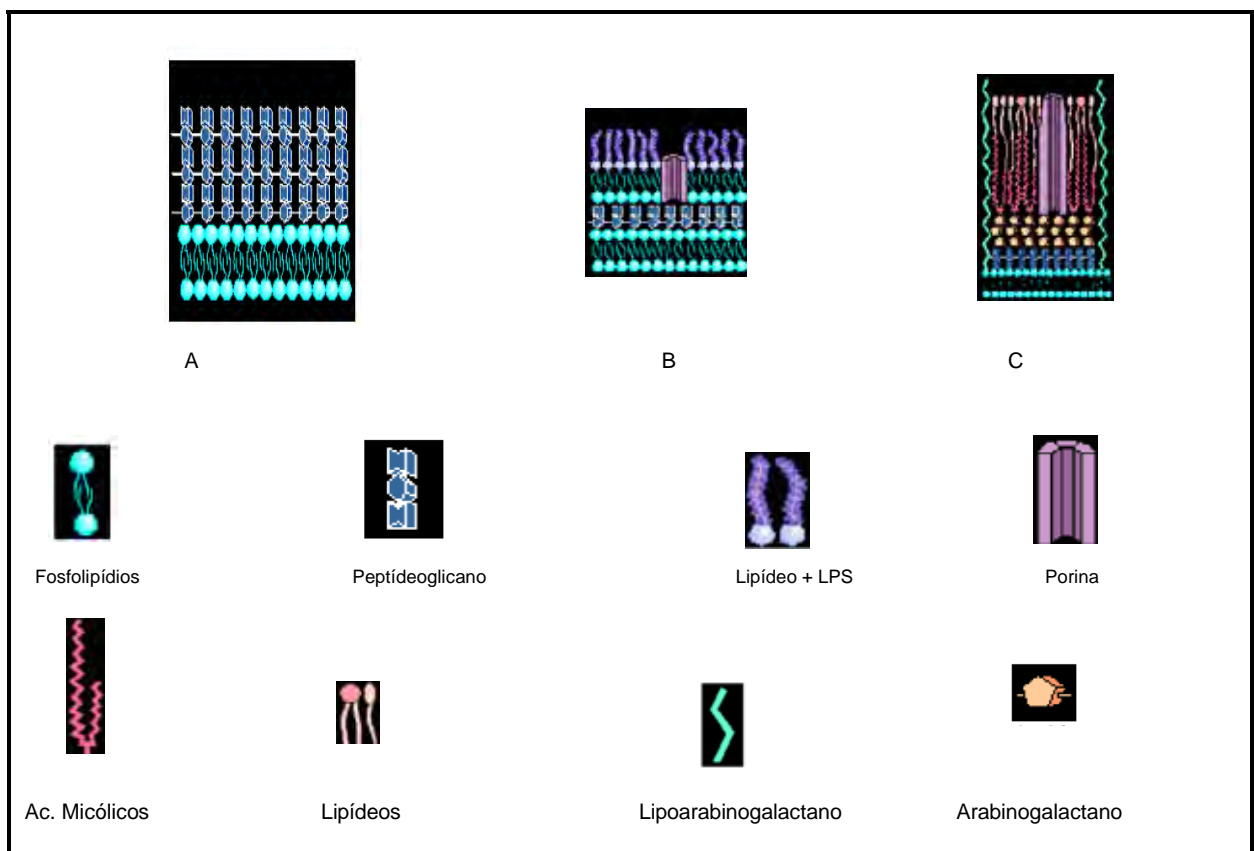 A B C
Fosfolipídios Peptídeoglicano Lipídeo + LPS Porina
Ac. Micólicos Lipídeos Lipoarabinogalactano Arabinogalactano